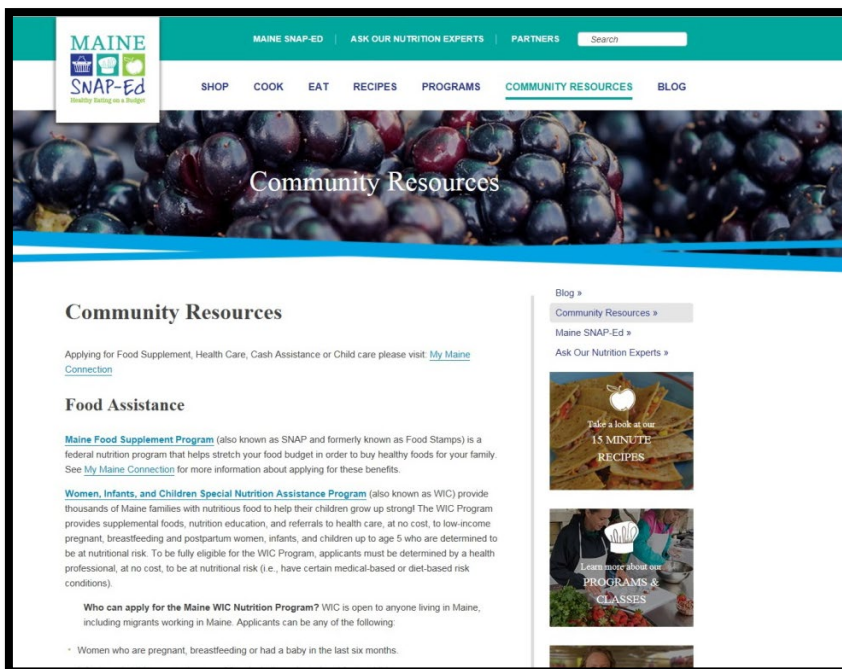 MAINE
SNAP-Ed
Healthy Eating on a Budget
MAINE SNAP-ED
ASK OUR NUTRITION EXPERTS
PARTNERS
Search
SHOP
COOK
EAT
RECIPES
PROGRAMS
COMMUNITY RESOURCES
BLOG
Community Resources
Community Resources
Applying for Food Supplement, Health Care, Cash Assistance or Child care please visit: My Maine
Connection
Food Assistance
Maine Food Supplement Program (also known as SNAP and formerly known as Food Stamps) is a
federal nutrition program that helps stretch your food budget in order to buy healthy foods for your family.
See My Maine Connection for more information about applying for these benefits.
Women, Infants, and Children Special Nutrition Assistance Program (also known as WIC) provide
thousands of Maine families with nutritious food to help their children grow up strong! The WIC Program
provides supplemental foods, nutrition education, and referrals to health care, at no cost, to low-income
pregnant, breastfeeding and postpartum women, infants, and children up to age 5 who are determined to
be at nutritional risk. To be fully eligible for the WIC Program, applicants must be determined by a health
professional, at no cost, to be at nutritional risk (i.e., have certain medical-based or diet-based risk
conditions).
Who can apply for the Maine WIC Nutrition Program? WIC is open to anyone living in Maine,
including migrants working in Maine. Applicants can be any of the following:
· Women who are pregnant, breastfeeding or had a baby in the last six months.
Blog »
Community Resources »
Maine SNAP-Ed »
Ask Our Nutrition Experts »
Take a look at our
15 MINUTE
RECIPES
Learn more about our
PROGRAMS &
CLASSES